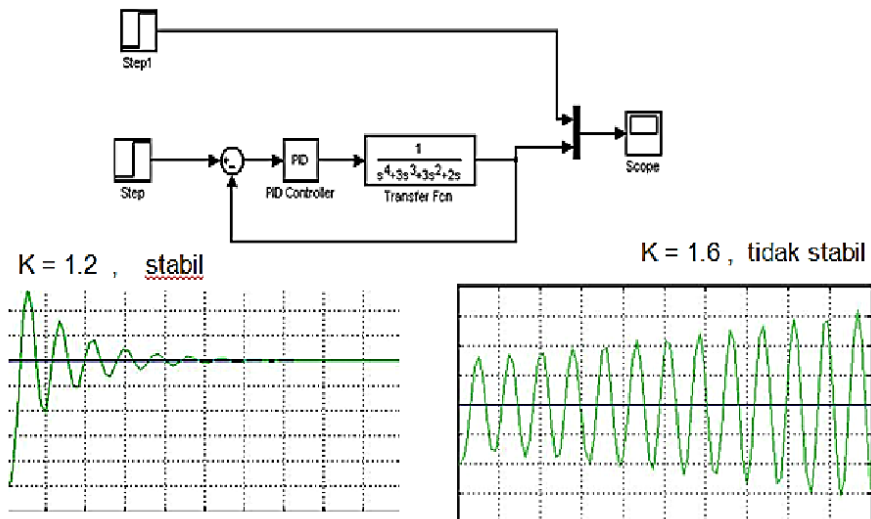 Step1
Step
PID
PID Controller
1
s⁴+3s³+3s²+2s
Transfer Fcn
Scope
K = 1.2 , stabil
K = 1.6 , tidak stabil